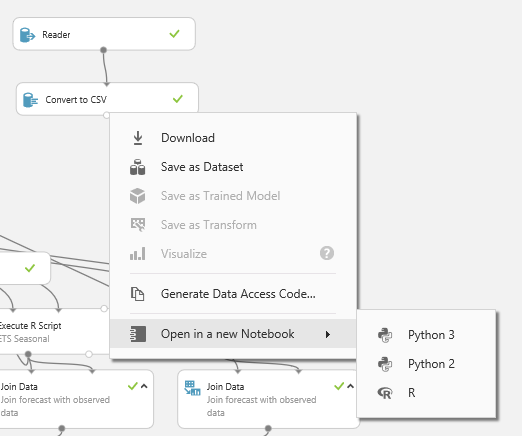 Reader
Convert to CSV
Download
Save as Dataset
Save as Trained Model
Save as Transform
Visualize
?
Generate Data Access Code...
Open in a new Notebook
Python 3
Python 2
R
Execute R Script
ETS Seasonal
Join Data
Join forecast with observed
data
Join Data
Join forecast with observed
data